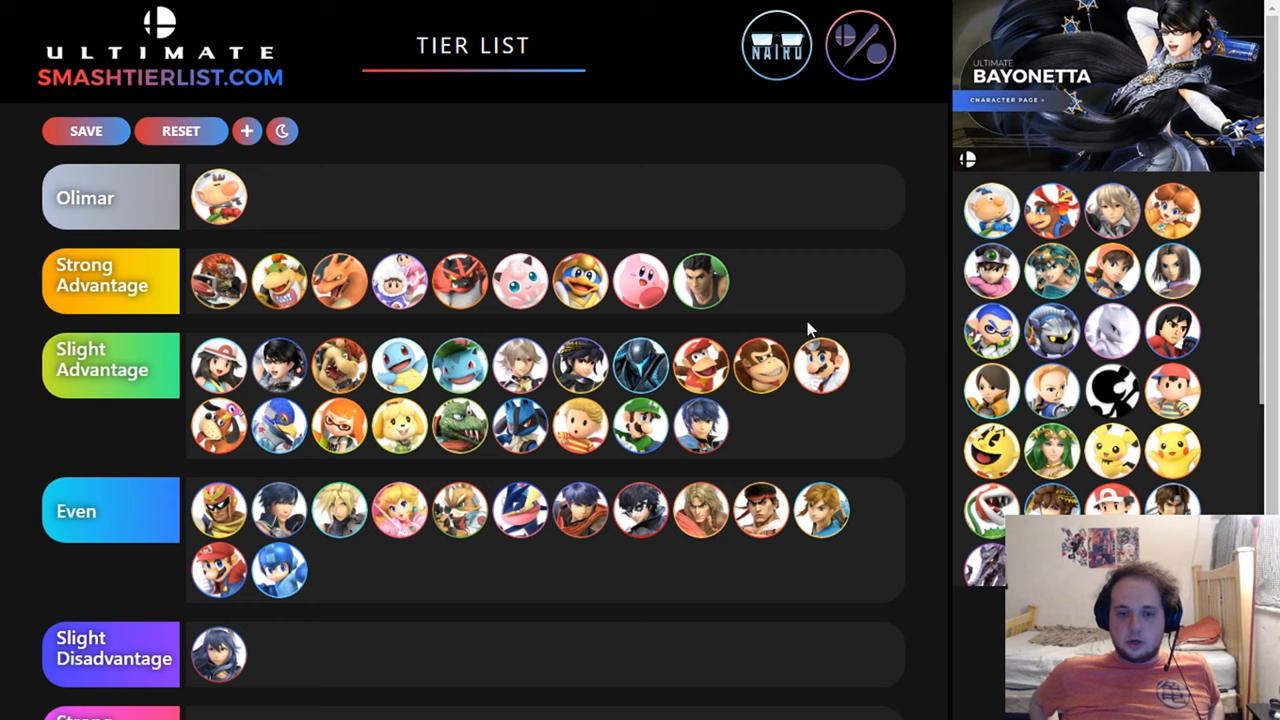 ULTIMATE
SMASHTIERLIST.COM
TIER LIST
NAIRO
SAVE
RESET
+
ULTIMATE
BAYONETTA
CHARACTER PAGE >
Olimar
Strong
Advantage
Slight
Advantage
Even
Slight
Disadvantage
Strong